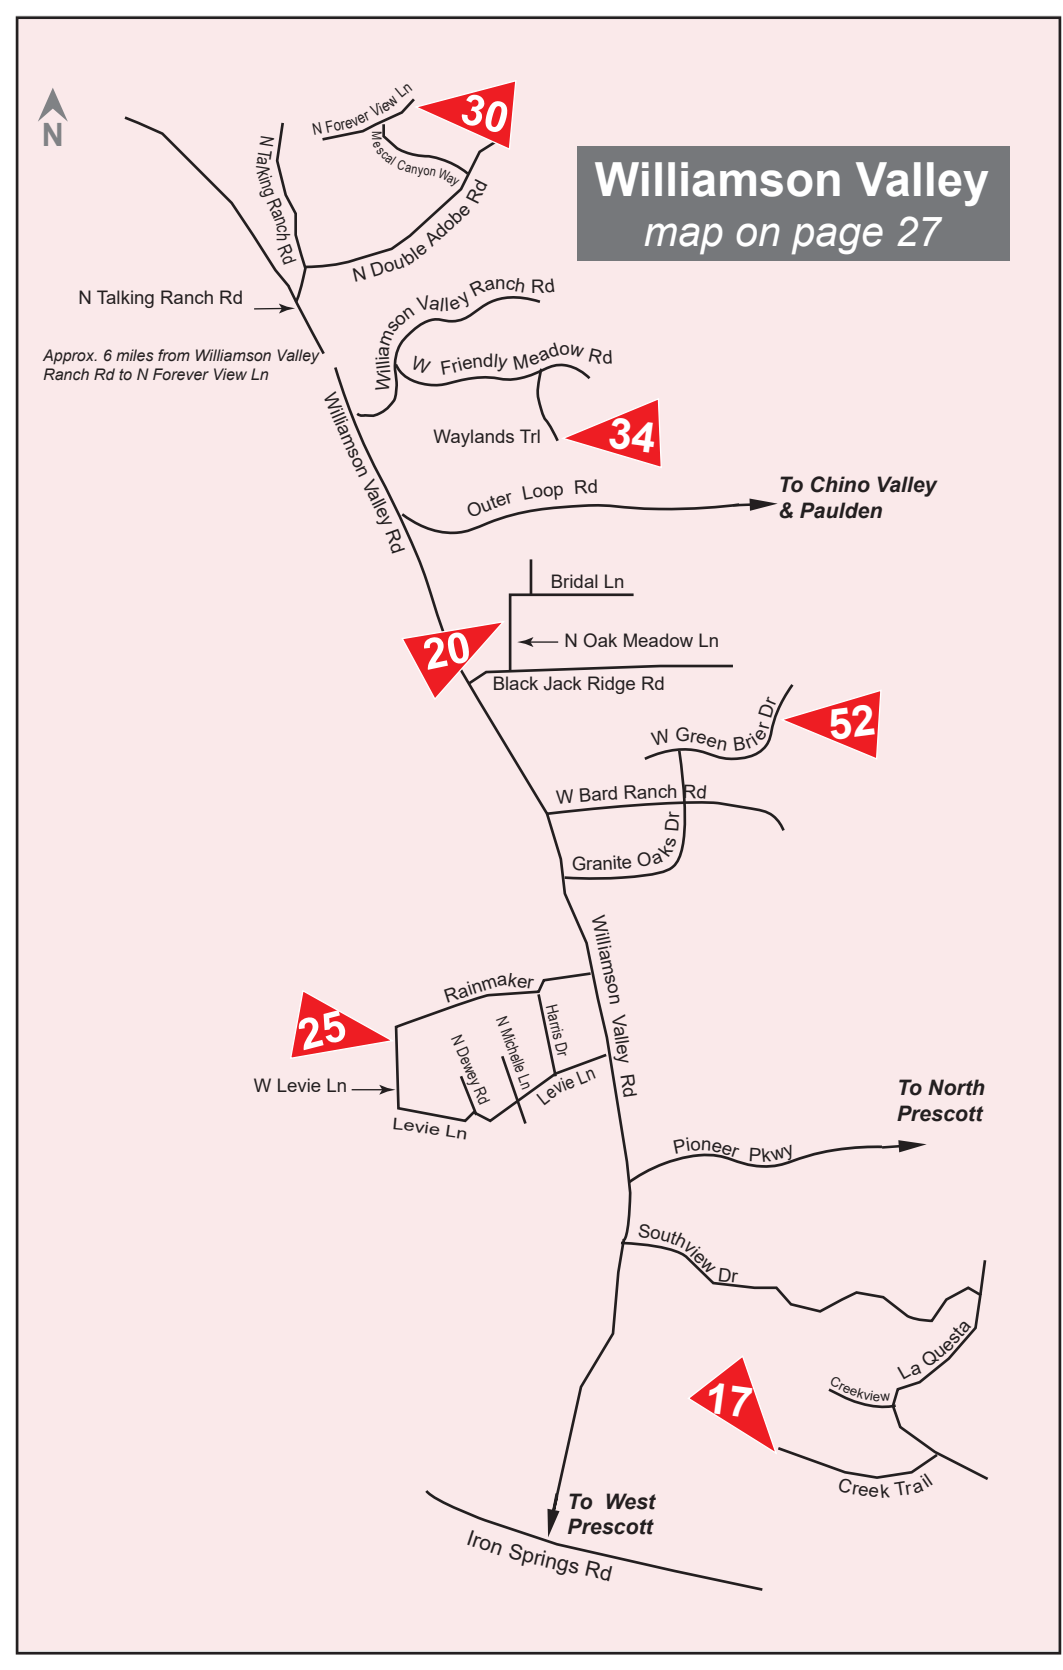 N
N Forever View Ln
30
Mescal Canyon Way
N Talking Ranch Rd
N Double Adobe Rd
Williamson Valley
map on page 27
N Talking Ranch Rd
Approx. 6 miles from Williamson Valley
Ranch Rd to N Forever View Ln
Williamson Valley Ranch Rd
W Friendly Meadow Rd
Waylands Trl
34
Williamson Valley Rd
Outer Loop Rd
To Chino Valley
& Paulden
Bridal Ln
N Oak Meadow Ln
20
Black Jack Ridge Rd
W Green Brier Dr
52
W Bard Ranch Rd
Granite Oaks Dr
Williamson Valley Rd
Rainmaker
25
Harris Dr
N Michelle Ln
N Dewey Rd
W Levie Ln
Levie Ln
Levie Ln
To North
Prescott
Pioneer Pkwy
Southview Dr
La Questa
Creekview
17
Creek Trail
To West
Prescott
Iron Springs Rd